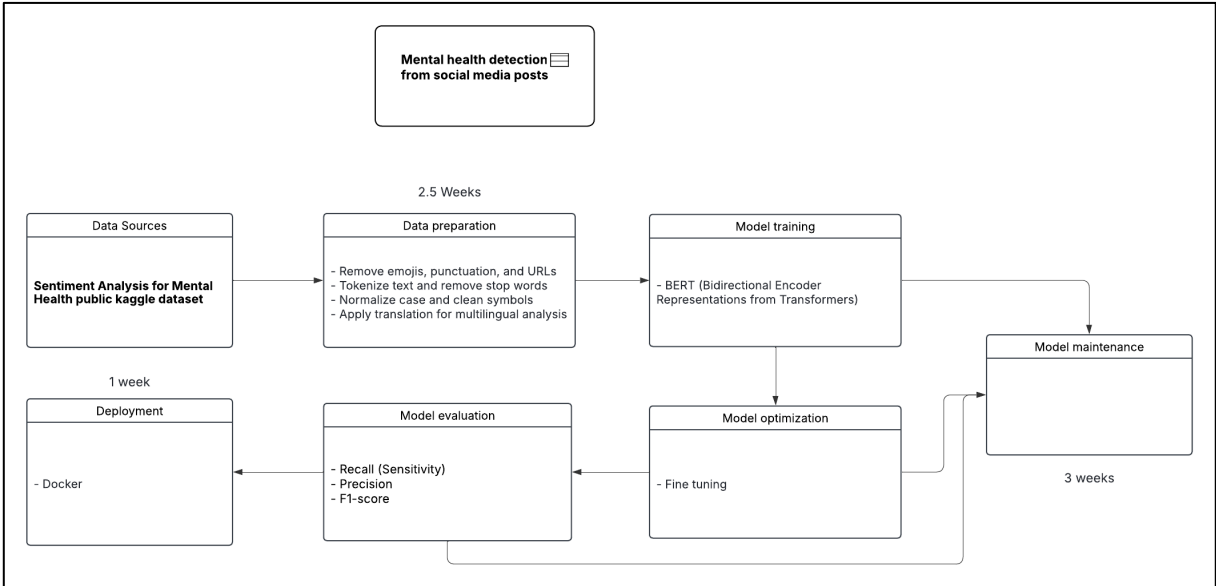 Mental health detection
from social media posts
2.5 Weeks
Data Sources
Sentiment Analysis for Mental
Health public kaggle dataset
Data preparation
- Remove emojis, punctuation, and URLs
- Tokenize text and remove stop words
- Normalize case and clean symbols
- Apply translation for multilingual analysis
Model training
- BERT (Bidirectional Encoder
Representations from Transformers)
Model maintenance
3 weeks
1 week
Deployment
- Docker
Model evaluation
- Recall (Sensitivity)
- Precision
- F1-score
Model optimization
- Fine tuning